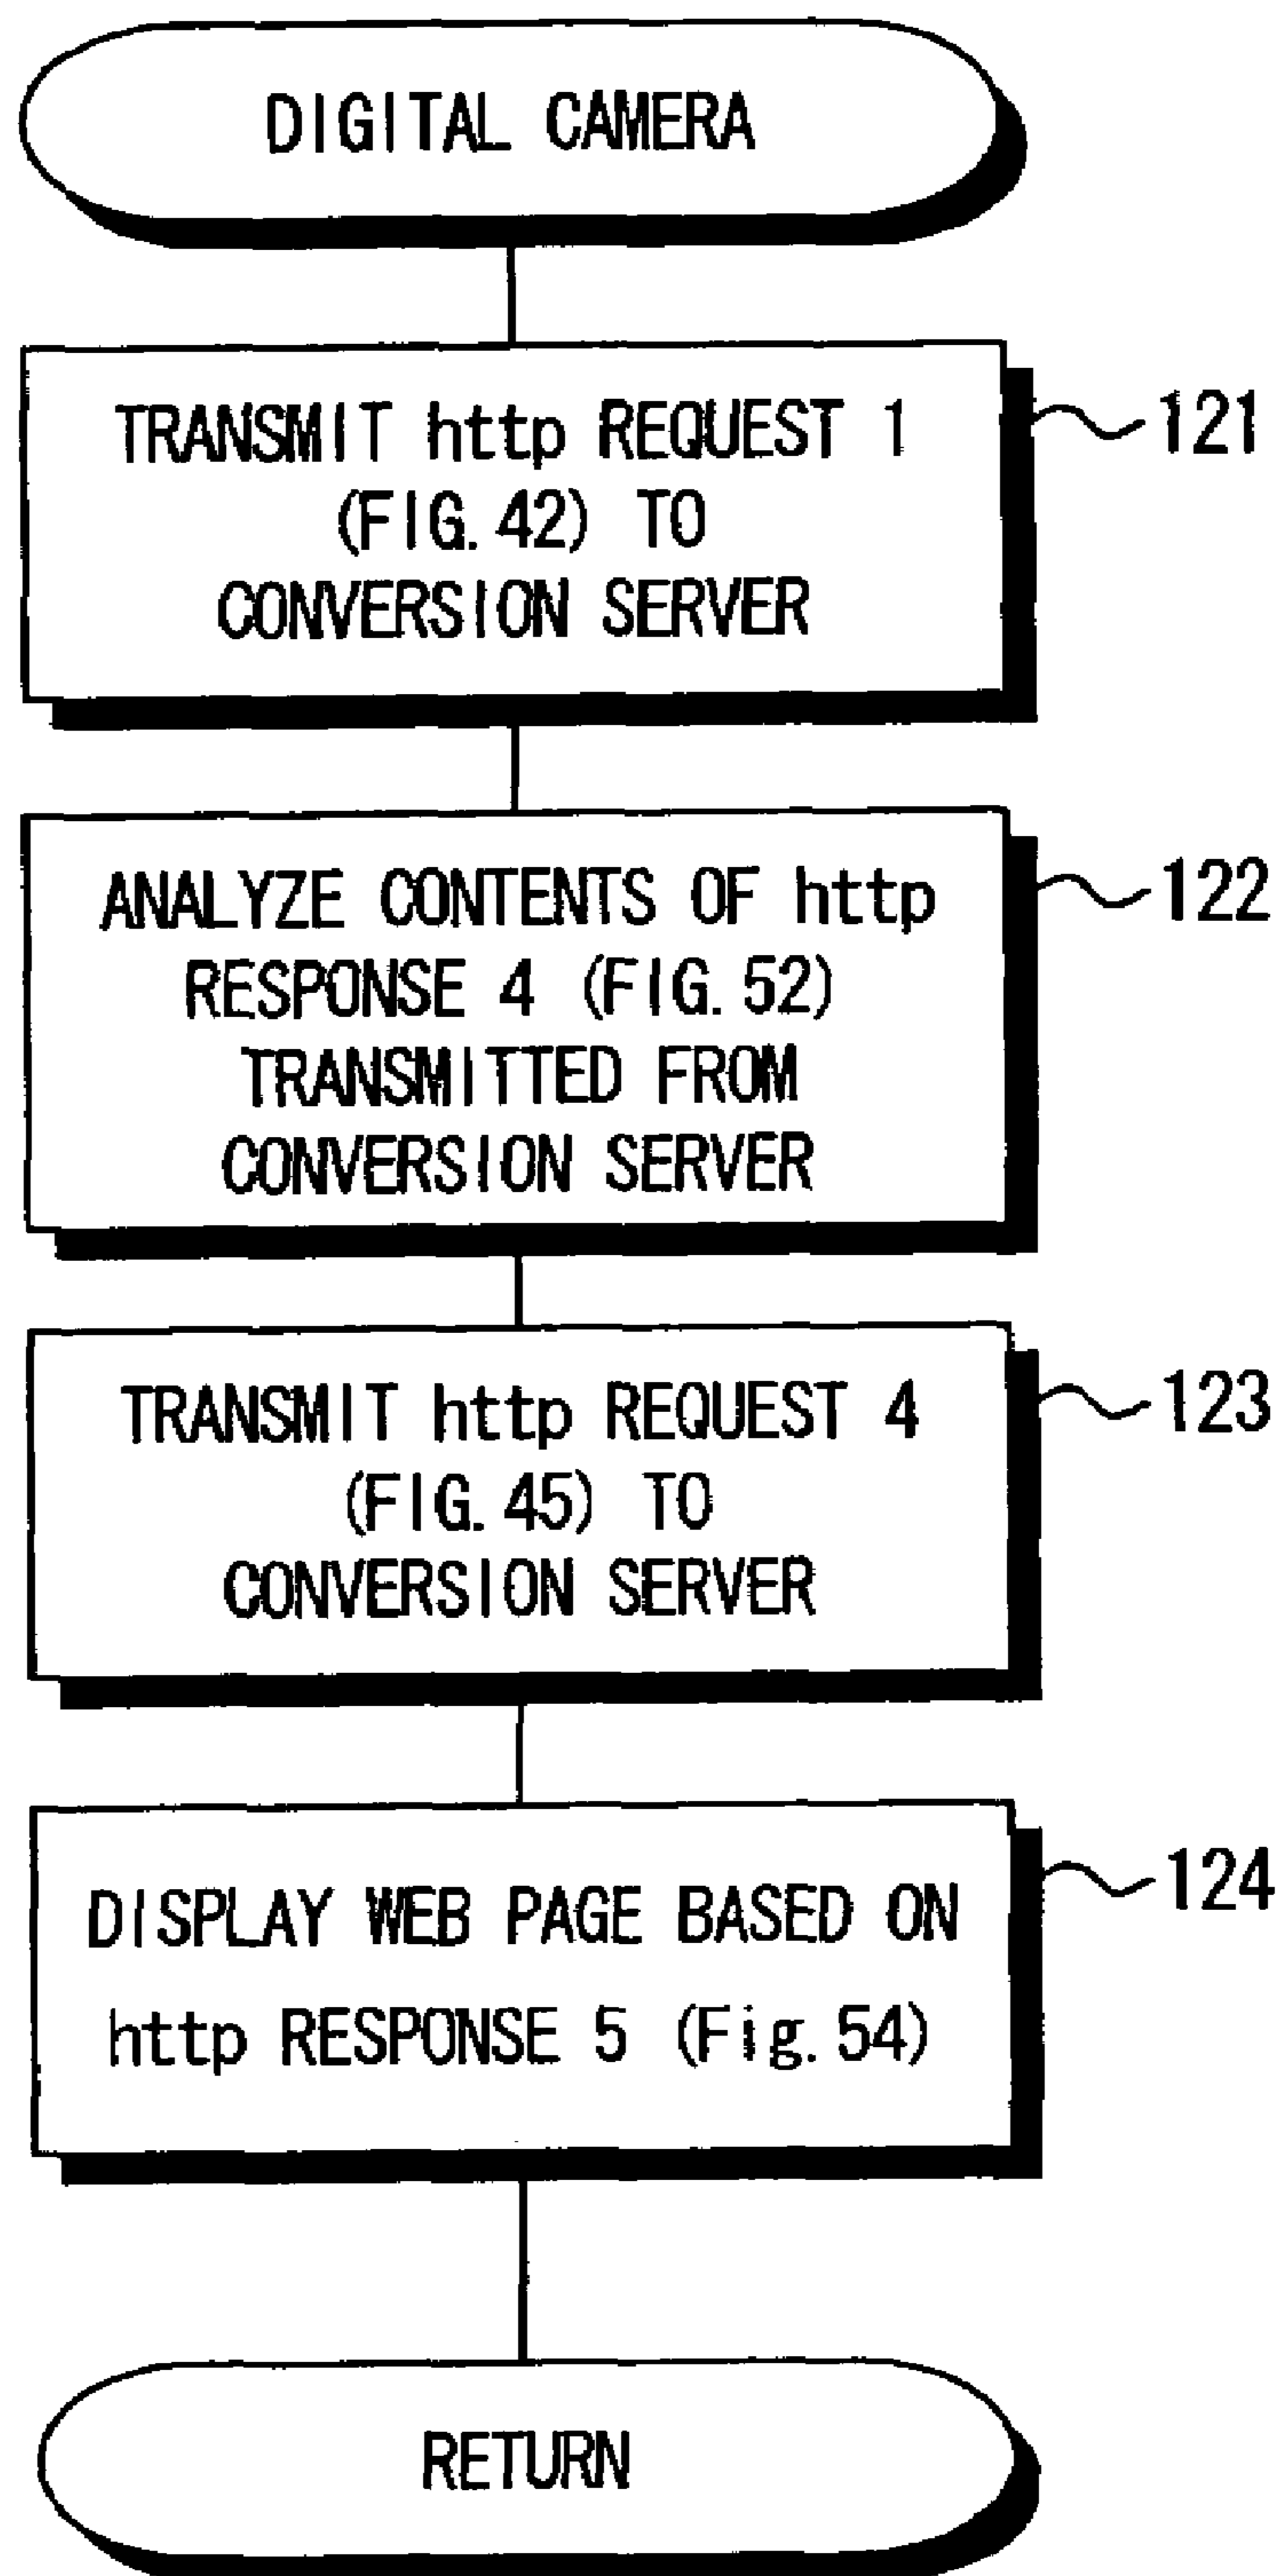 DIGITAL CAMERA
TRANSMIT http REQUEST 1
(FIG. 42) TO
CONVERSION SERVER
121
ANALYZE CONTENTS OF http
RESPONSE 4 (FIG. 52)
TRANSMITTED FROM
CONVERSION SERVER
122
TRANSMIT http REQUEST 4
(FIG. 45) TO
CONVERSION SERVER
123
DISPLAY WEB PAGE BASED ON
http RESPONSE 5 (Fig. 54)
124
RETURN